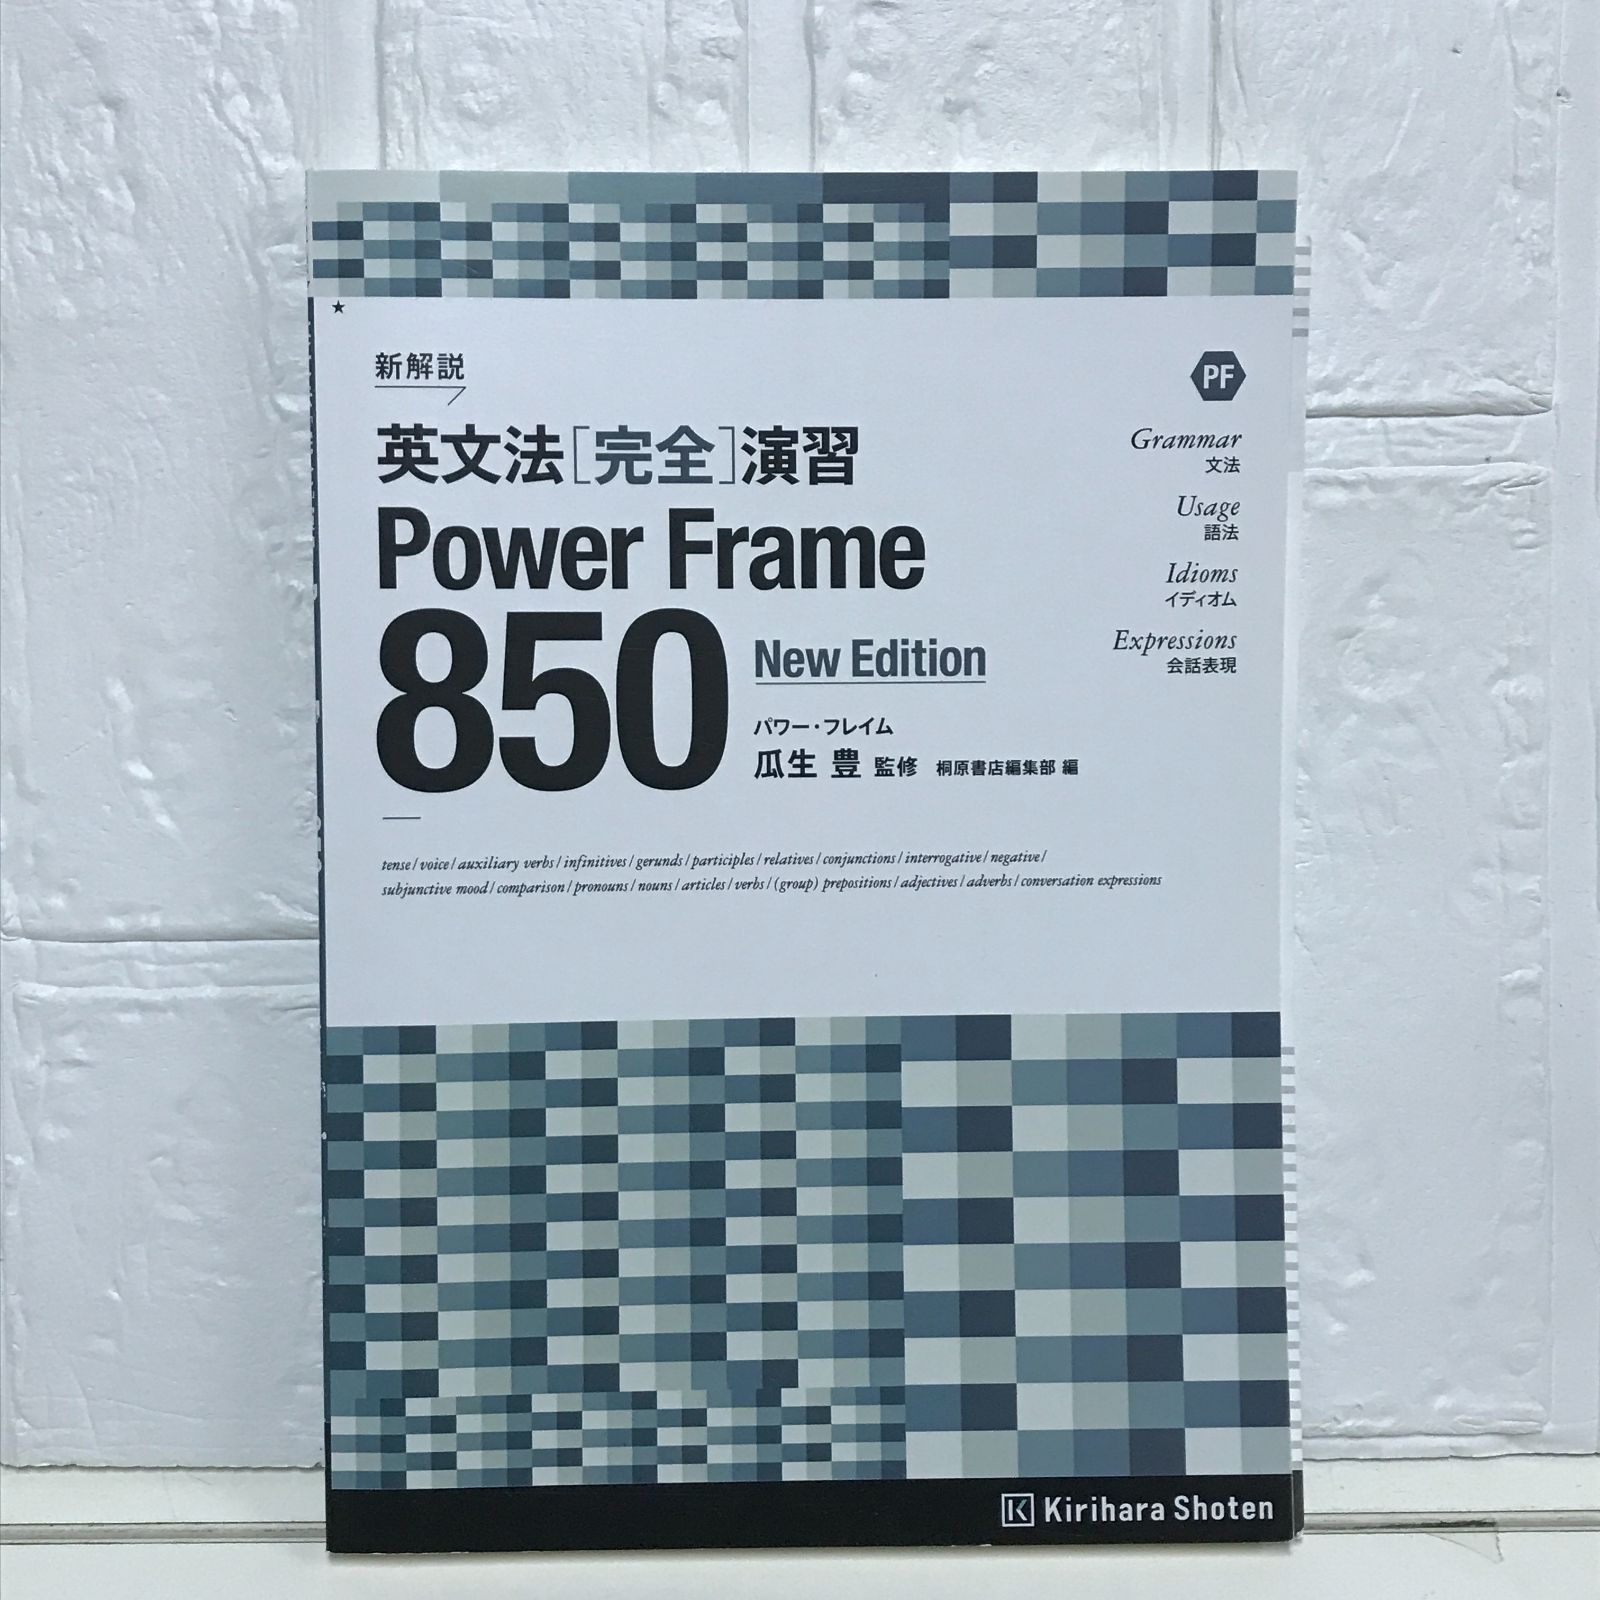 ★
新解説
英文法[完全]演習
Power Frame
850
New Edition
パワー・フレイム
瓜生 豊 監修 桐原書店編集部 編
PF
Grammar
文法
Usage
語法
Idioms
イディオム
Expressions
会話表現
tense / voice / auxiliary verbs / infinitives / gerunds / participles / relatives / conjunctions / interrogative / negative /
subjunctive mood / comparison / pronouns / nouns / articles / verbs / (group) prepositions / adjectives / adverbs / conversation expressions
K Kirihara Shoten